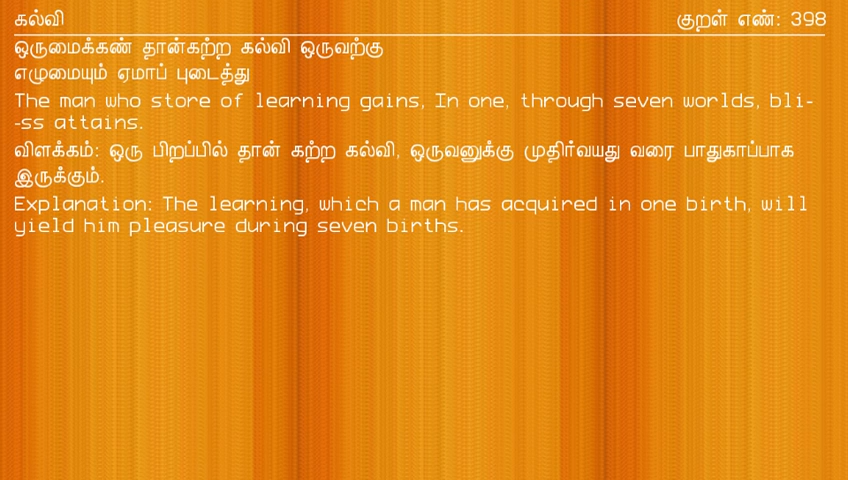 கல்வி குறள் எண்: 398
ஒருமைக்கண் தான்கற்ற கல்வி ஒருவற்கு
எழுமையும் ஏமாப் புடைத்து
The man who store of learning gains, In one, through seven worlds, bli-
-ss attains.
விளக்கம்: ஒரு பிறப்பில் தான் கற்ற கல்வி, ஒருவனுக்கு முதிர்வயது வரை பாதுகாப்பாக
இருக்கும்.
Explanation: The learning, which a man has acquired in one birth, will
yield him pleasure during seven births.